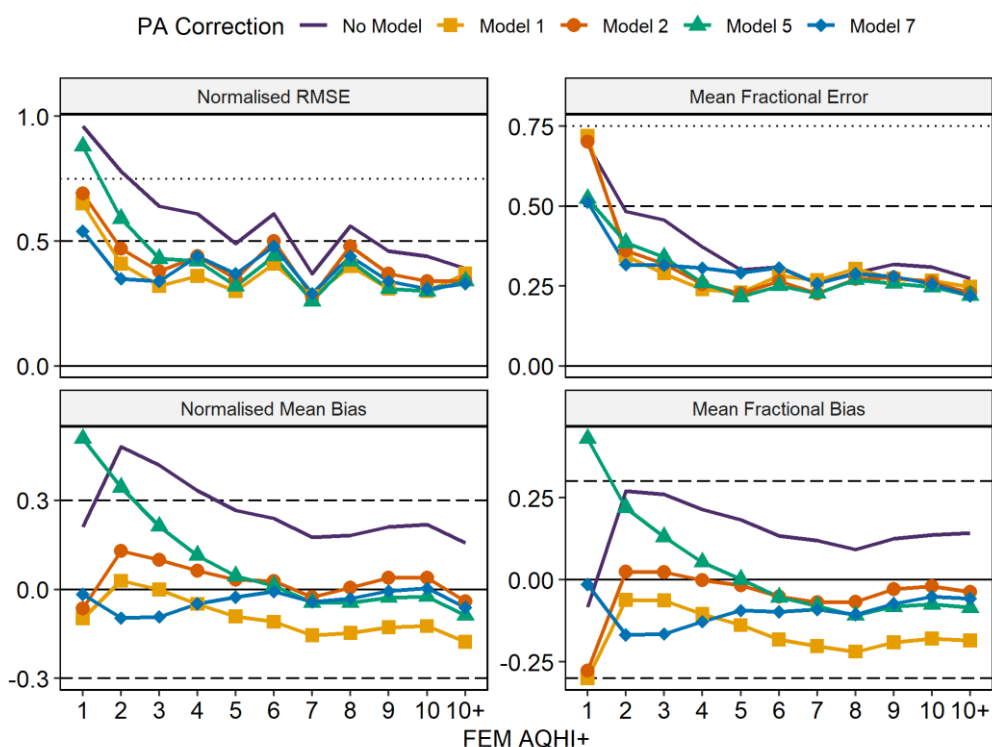 PA Correction No Model Model 1 Model 2 Model 5 Model 7
Normalised RMSE Mean Fractional Error
1.0
0.5
0.0
0.75
0.50
0.25
0.00
Normalised Mean Bias Mean Fractional Bias
0.3
0.0
-0.3
0.25
0.00
-0.25
1 2 3 4 5 6 7 8 9 10 10+ 1 2 3 4 5 6 7 8 9 10 10+
FEM AQHI+